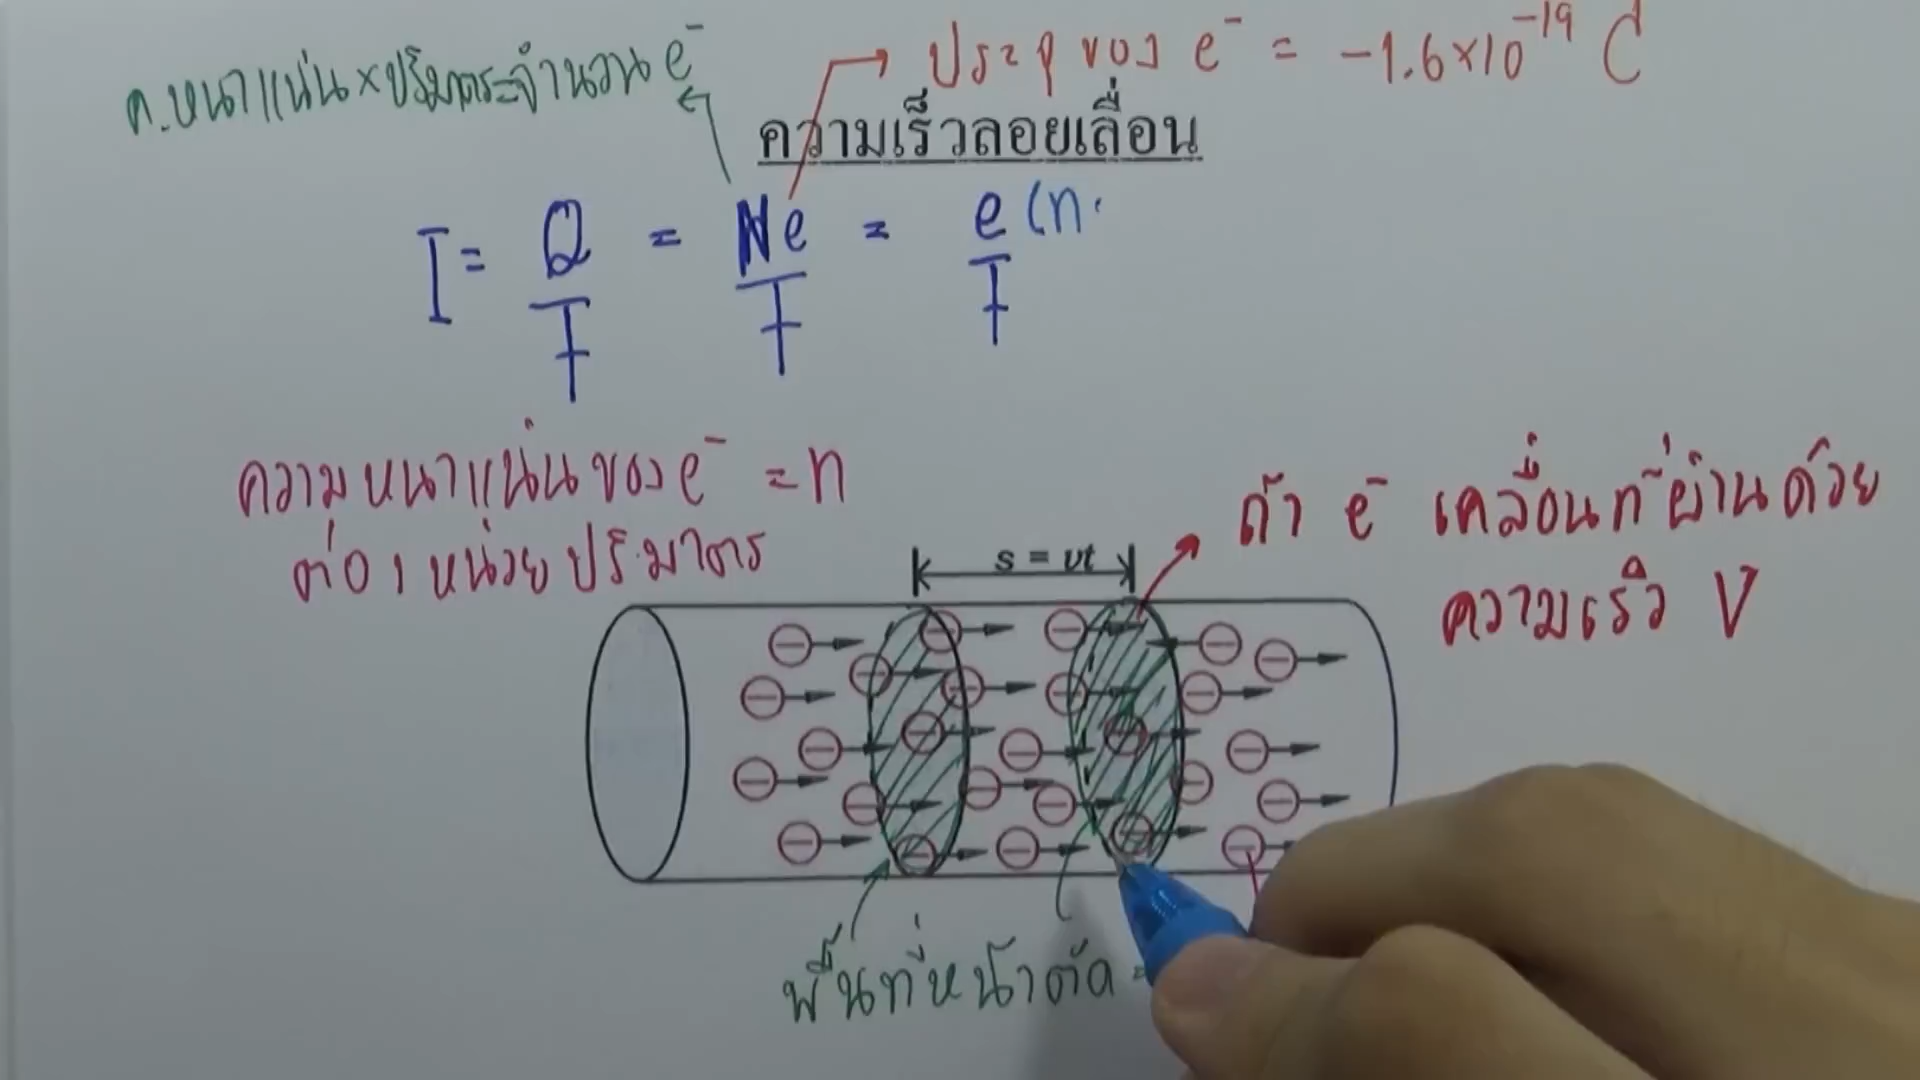 ค.หนาแน่น×ปริมาตร=จำนวน e⁻
ประจุ ของ e⁻ = -1.6×10⁻¹⁹ C
ความเร็วลอยเลื่อน
I = Q/t = Ne/t = e(n·/t
ความหนาแน่นของ e⁻ = n
ต่อ 1 หน่วยปริมาตร
ถ้า e⁻ เคลื่อนที่ผ่านด้วย
ความเร็ว V
s = vt
พื้นที่หน้าตัด =